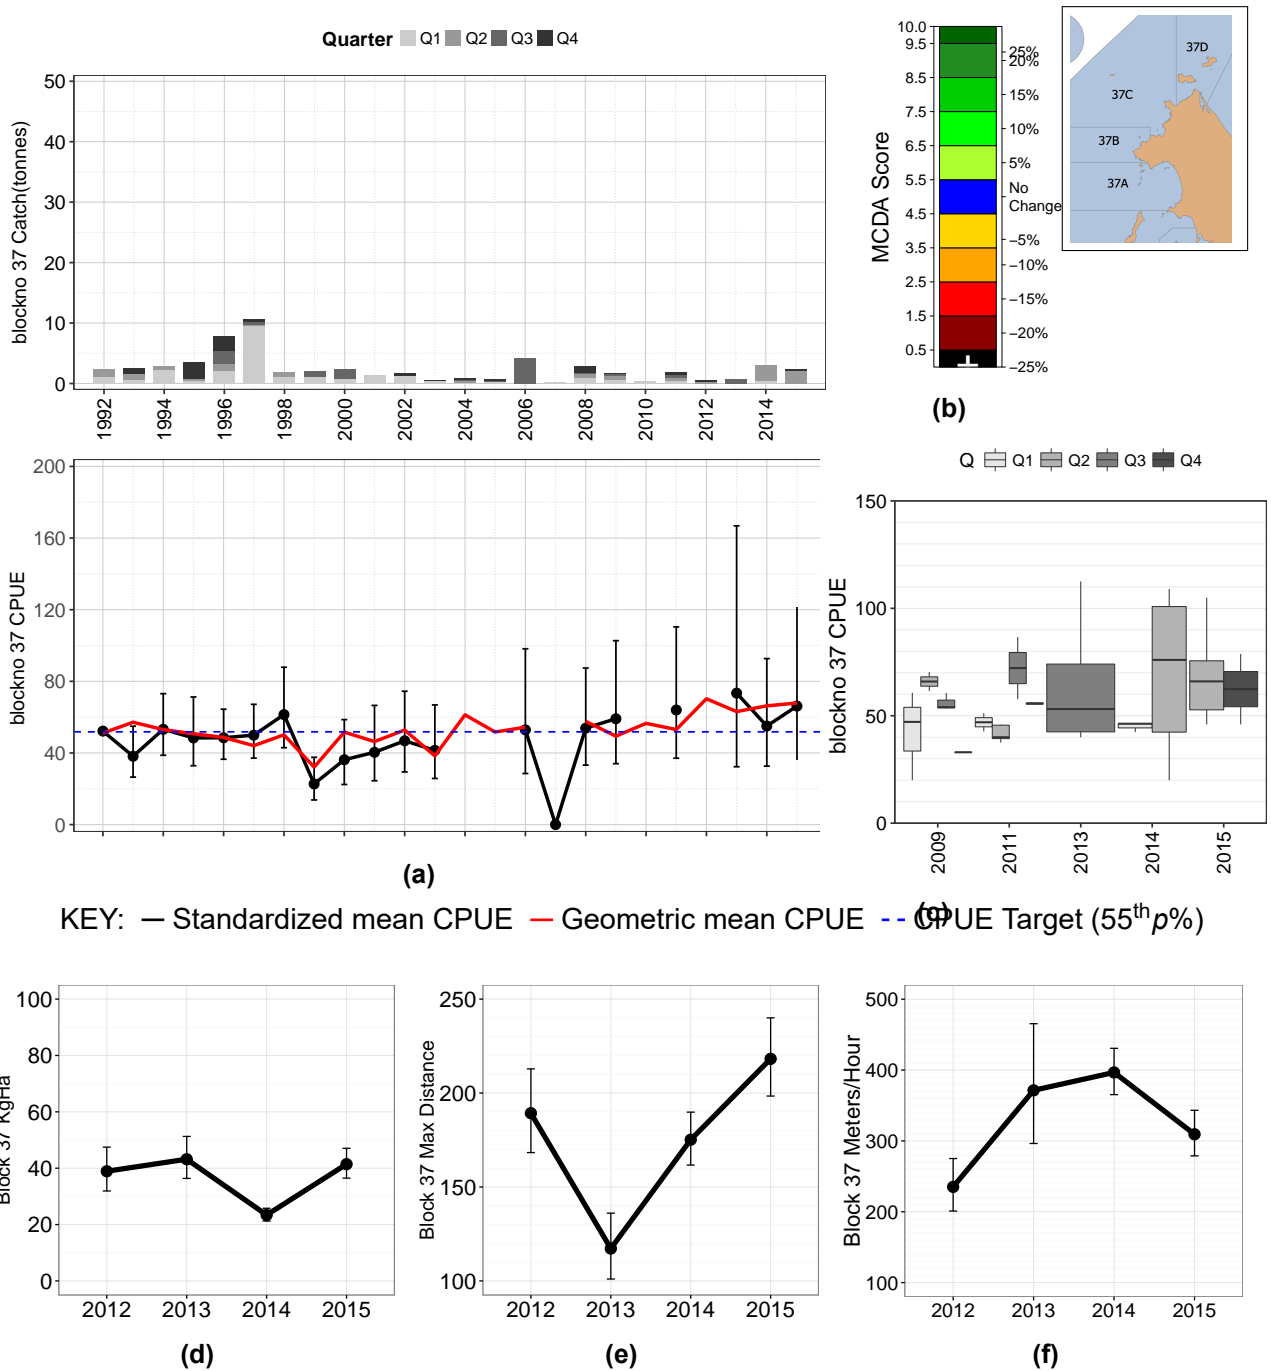 Quarter Q1 Q2 Q3 Q4
blockno 37 Catch(tonnes)
50
40
30
20
10
0
1992 1994 1996 1998 2000 2002 2004 2006 2008 2010 2012 2014
blockno 37 CPUE
200
160
120
80
40
0
(a)
MCDA Score
10.0
9.5
8.5
7.5
6.5
5.5
4.5
3.5
2.5
1.5
0.5
25%
20%
15%
10%
5%
No
Change
−5%
−10%
−15%
−20%
−25%
(b)
37D
37C
37B
37A
Q Q1 Q2 Q3 Q4
blockno 37 CPUE
150
100
50
0
2009 2011 2013 2014 2015
(c)
KEY: Standardized mean CPUE Geometric mean CPUE CPUE Target (55th p%)
Block 37 KgHa
100
80
60
40
20
0
2012 2013 2014 2015
(d)
Block 37 Max Distance
250
200
150
100
2012 2013 2014 2015
(e)
Block 37 Meters/Hour
500
400
300
200
100
2012 2013 2014 2015
(f)